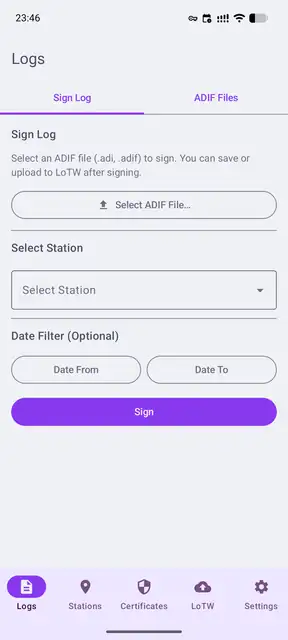 23:46
Logs
Sign Log
ADIF Files
Sign Log
Select an ADIF file (.adi, .adif) to sign. You can save or
upload to LoTW after signing.
Select ADIF File...
Select Station
Select Station
Date Filter (Optional)
Date From
Date To
Sign
Logs
Stations
Certificates
LoTW
Settings